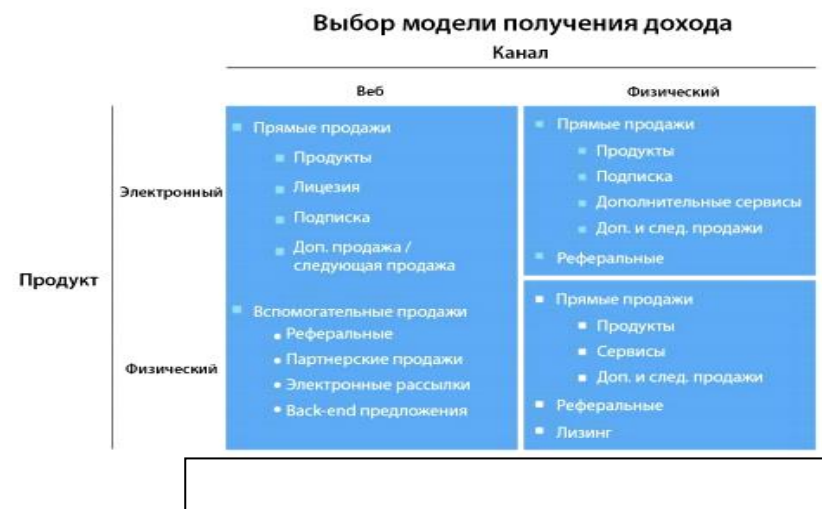 Выбор модели получения дохода
Канал
Веб
Физический
Продукт
Электронный
Физический
Прямые продажи
Продукты
Лицезия
Подписка
Доп. продажа /
следующая продажа
Вспомогательные продажи
Реферальные
Партнерские продажи
Электронные рассылки
Back-end предложения
Прямые продажи
Продукты
Подписка
Дополнительные сервисы
Доп. и след. продажи
Реферальные
Прямые продажи
Продукты
Сервисы
Доп. и след. продажи
Реферальные
Лизинг